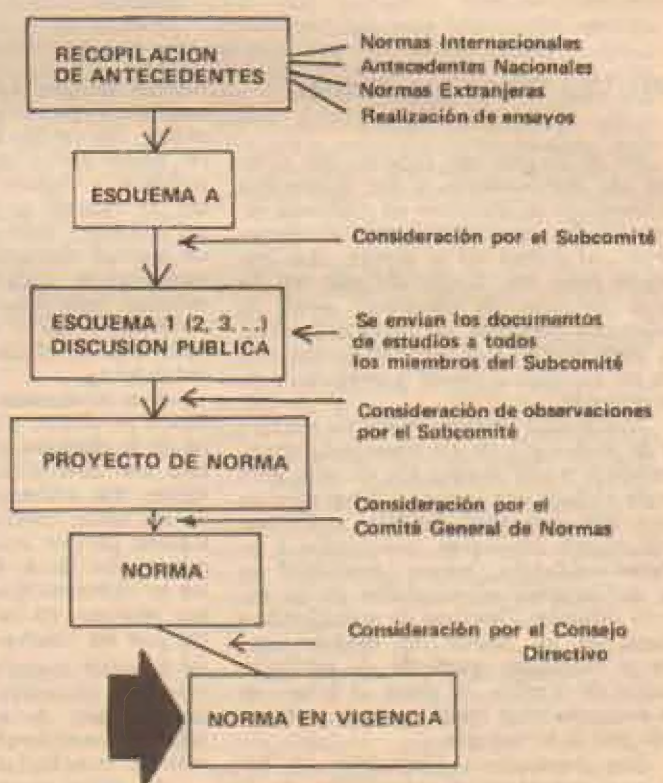 RECOPILACION
DE ANTECEDENTES
Normas Internacionales
Antecedentes Nacionales
Normas Extranjeras
Realización de ensayos
ESQUEMA A
Consideración por el Subcomité
ESQUEMA 1 (2, 3, . . .)
DISCUSION PUBLICA
Se envian los documentos
de estudios a todos
los miembros del Subcomité
Consideración de observaciones
por el Subcomité
PROYECTO DE NORMA
Consideración por el
Comité General de Normas
NORMA
Consideración por el Consejo
Directivo
NORMA EN VIGENCIA